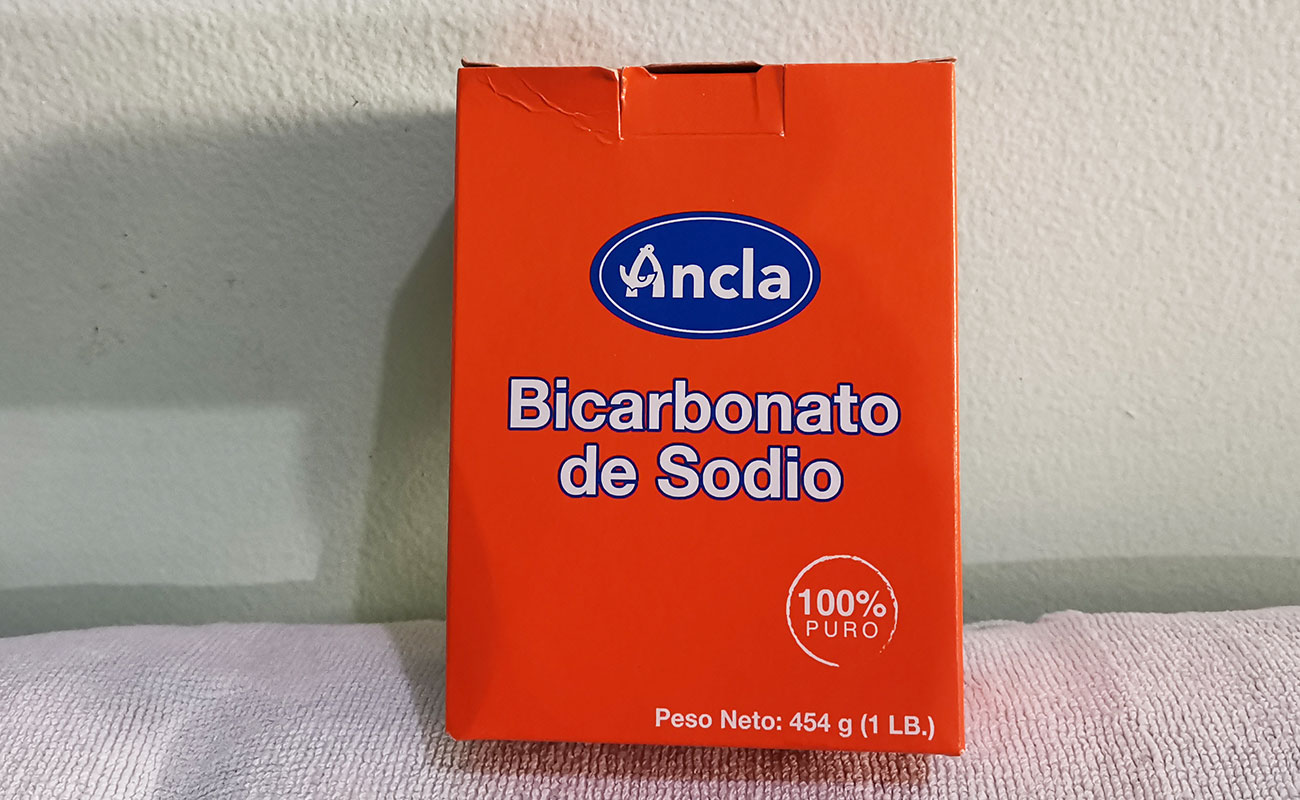 Ancla
Bicarbonato
de Sodio
100%
PURO
Peso Neto: 454 g (1 LB.)